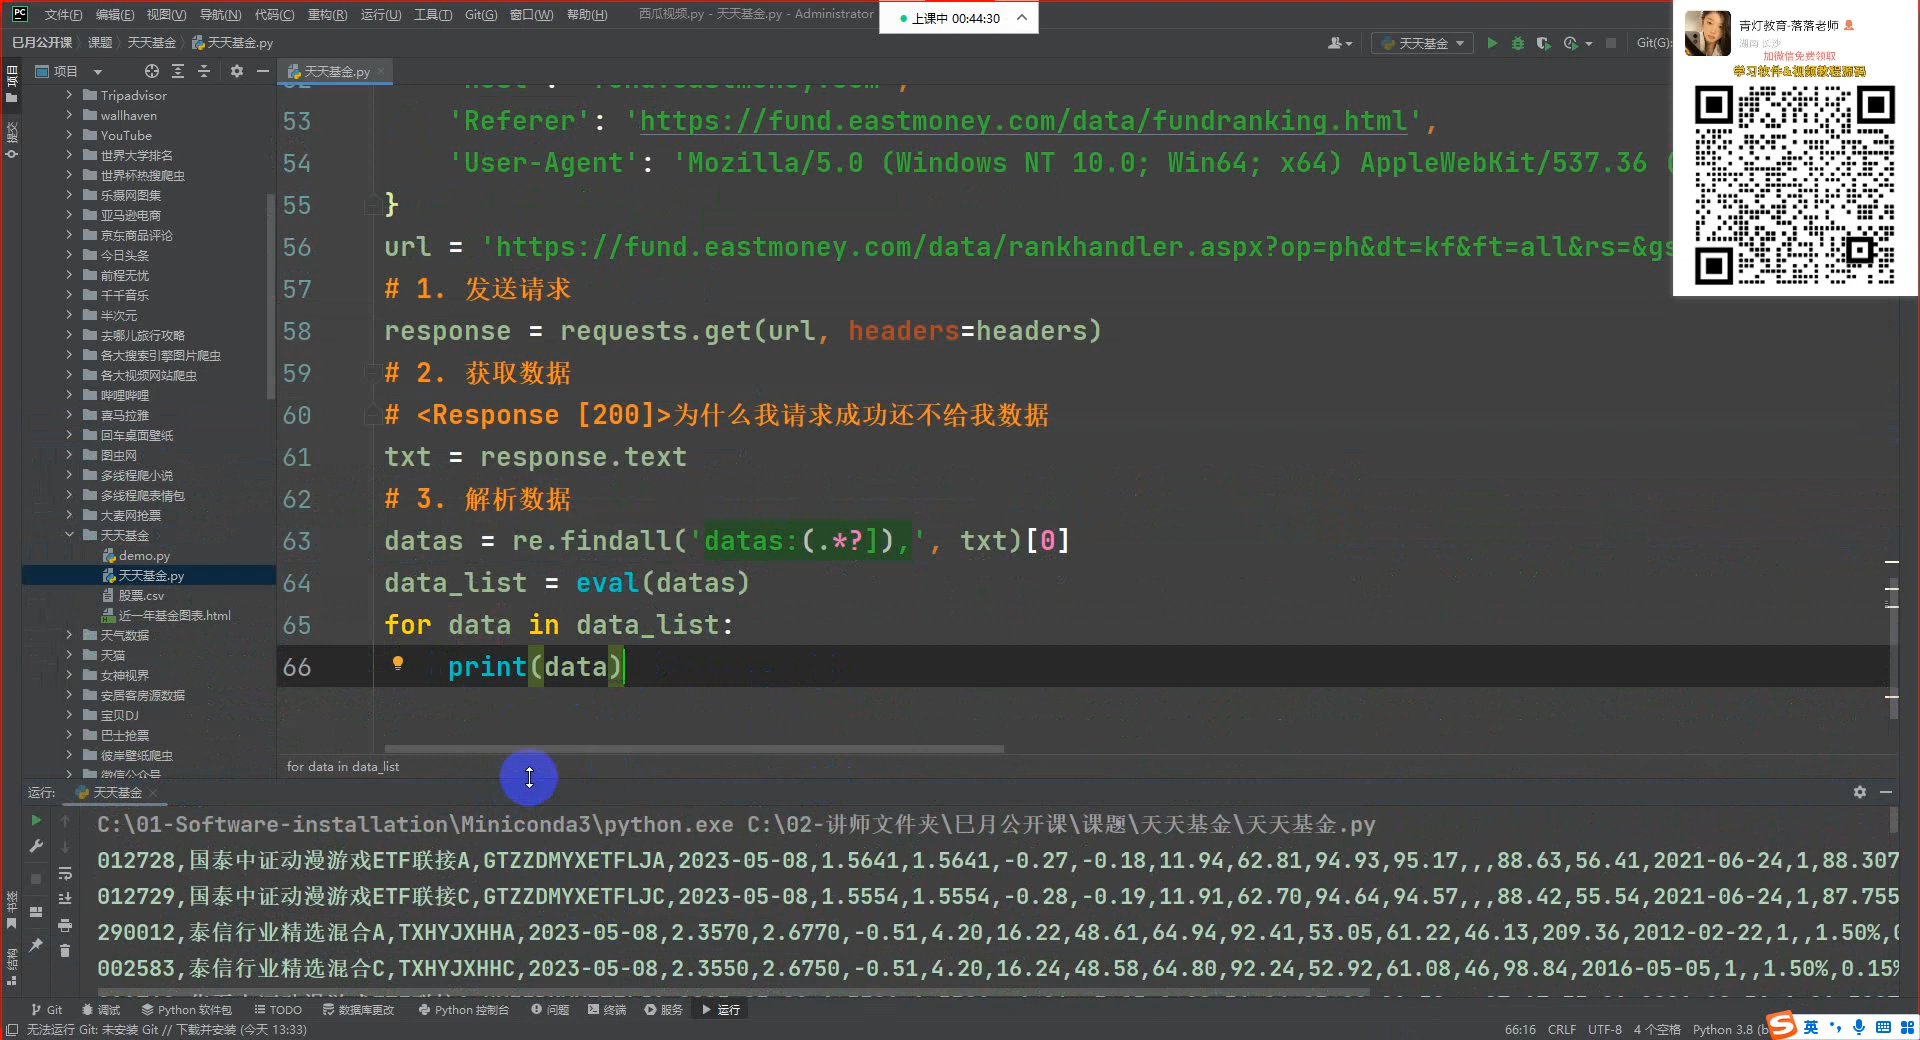 文件(F) 编辑(E) 视图(V) 导航(N) 代码(C) 重构(R) 运行(U) 工具(T) Git(G) 窗口(W) 帮助(H) 西瓜视频.py - 天天基金.py - Administrator
上课中 00:44:30
巳月公开课 课题 天天基金 天天基金.py
天天基金
Git(G):
青灯教育-落落老师
湖南 长沙
加微信免费领取
学习软件&视频教程源码
项目
天天基金.py
项目
提交
Tripadvisor
wallhaven
YouTube
世界大学排名
世界杯热搜爬虫
乐摄网图集
亚马逊电商
京东商品评论
今日头条
前程无忧
千千音乐
半次元
去哪儿旅行攻略
各大搜索引擎图片爬虫
各大视频网站爬虫
哔哩哔哩
喜马拉雅
回车桌面壁纸
图虫网
多线程爬小说
多线程爬表情包
大麦网抢票
天天基金
demo.py
天天基金.py
股票.csv
近一年基金图表.html
天气数据
天猫
女神视界
安居客房源数据
宝贝DJ
巴士抢票
彼岸壁纸爬虫
微信公众号
53 'Referer': 'https://fund.eastmoney.com/data/fundranking.html',
54 'User-Agent': 'Mozilla/5.0 (Windows NT 10.0; Win64; x64) AppleWebKit/537.36 (
55 }
56 url = 'https://fund.eastmoney.com/data/rankhandler.aspx?op=ph&dt=kf&ft=all&rs=&gs
57 # 1. 发送请求
58 response = requests.get(url, headers=headers)
59 # 2. 获取数据
60 # <Response [200]>为什么我请求成功还不给我数据
61 txt = response.text
62 # 3. 解析数据
63 datas = re.findall('datas:(.*?]),', txt)[0]
64 data_list = eval(datas)
65 for data in data_list:
66 print(data)
for data in data_list
运行: 天天基金
C:\01-Software-installation\Miniconda3\python.exe C:\02-讲师文件夹\巳月公开课\课题\天天基金\天天基金.py
012728,国泰中证动漫游戏ETF联接A,GTZZDMYXETFLJA,2023-05-08,1.5641,1.5641,-0.27,-0.18,11.94,62.81,94.93,95.17,,,88.63,56.41,2021-06-24,1,88.307
012729,国泰中证动漫游戏ETF联接C,GTZZDMYXETFLJC,2023-05-08,1.5554,1.5554,-0.28,-0.19,11.91,62.70,94.64,94.57,,,88.42,55.54,2021-06-24,1,87.755
290012,泰信行业精选混合A,TXHYJXHHA,2023-05-08,2.3570,2.6770,-0.51,4.20,16.22,48.61,64.94,92.41,53.05,61.22,46.13,209.36,2012-02-22,1,,1.50%,
002583,泰信行业精选混合C,TXHYJXHHC,2023-05-08,2.3550,2.6750,-0.51,4.20,16.24,48.58,64.80,92.24,52.92,61.08,46,98.84,2016-05-05,1,,1.50%,0.15%
书签
结构
Git 调试 Python 软件包 TODO 数据库更改 Python 控制台 问题 终端 服务 运行
无法运行 Git: 未安装 Git // 下载并安装 (今天 13:33)
66:16 CRLF UTF-8 4 个空格 Python 3.8
英